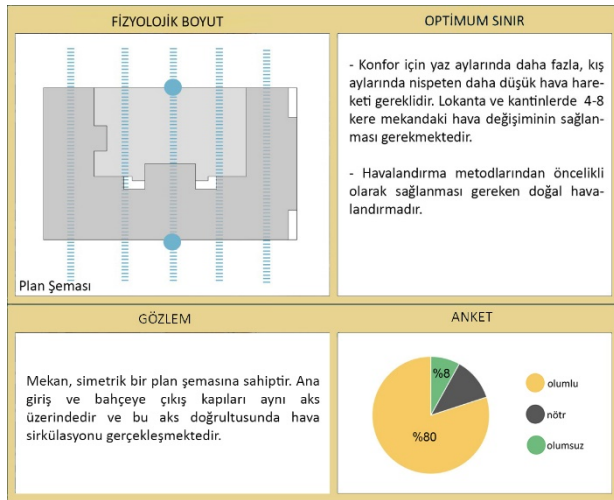 FİZYOLOJİK BOYUT
Plan Şeması
OPTİMUM SINIR
- Konfor için yaz aylarında daha fazla, kış
aylarında nispeten daha düşük hava hare-
keti gereklidir. Lokanta ve kantinlerde 4-8
kere mekandaki hava değişiminin sağlan-
ması gerekmektedir.
- Havalandırma metodlarından öncelikli
olarak sağlanması gereken doğal hava-
landırmadır.
GÖZLEM
Mekan, simetrik bir plan şemasına sahiptir. Ana
giriş ve bahçeye çıkış kapıları aynı aks
üzerindedir ve bu aks doğrultusunda hava
sirkülasyonu gerçekleşmektedir.
ANKET
%8
%80
olumlu
nötr
olumsuz